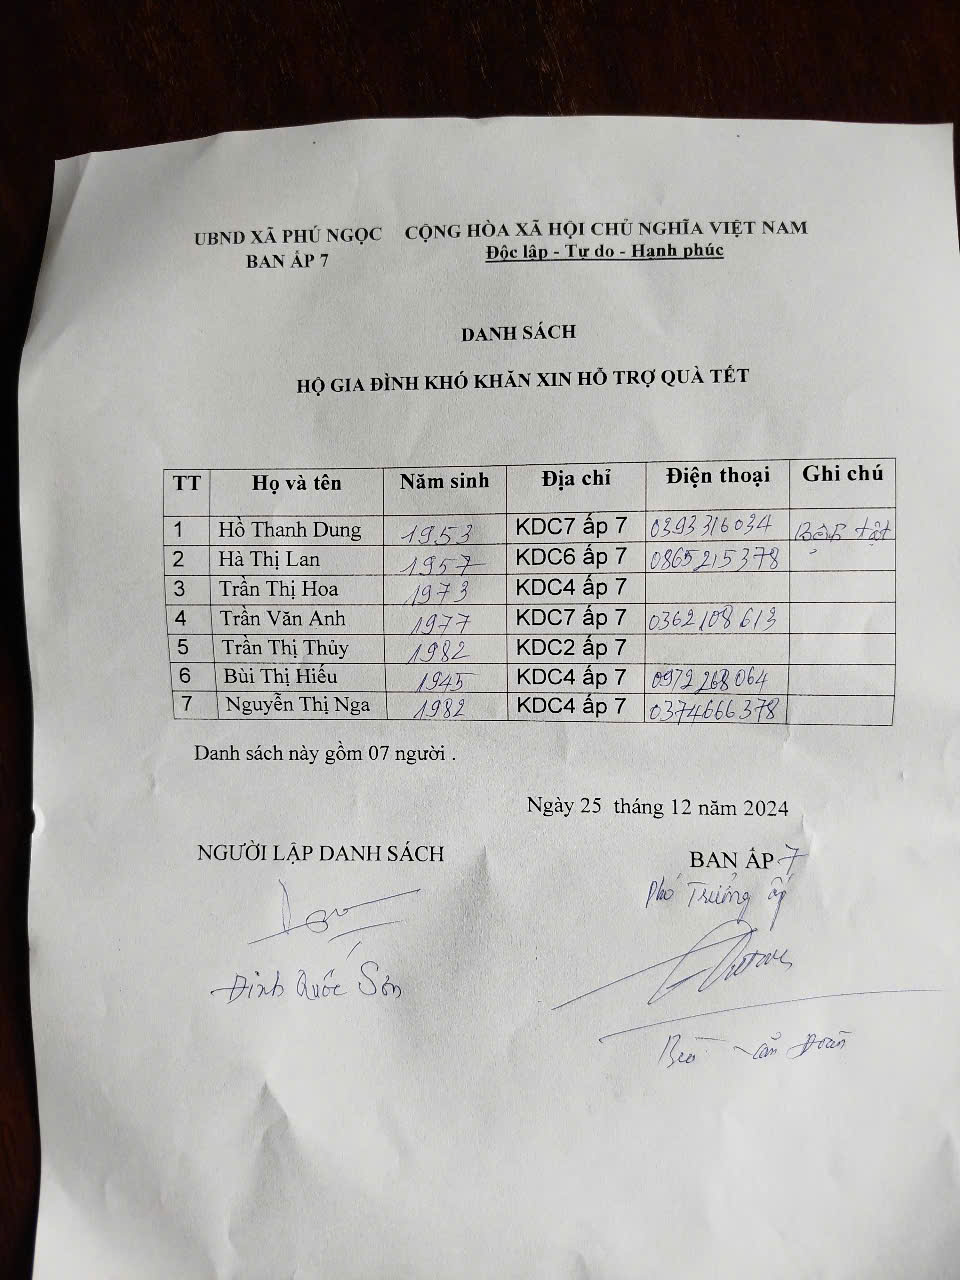 UBND XÃ PHÚ NGỌC CỘNG HÒA XÃ HỘI CHỦ NGHĨA VIỆT NAM
BAN ẤP 7 Độc lập - Tự do - Hạnh phúc
DANH SÁCH
HỘ GIA ĐÌNH KHÓ KHĂN XIN HỖ TRỢ QUÀ TẾT
TT Họ và tên Năm sinh Địa chỉ Điện thoại Ghi chú
1 Hồ Thanh Dung 1953 KDC7 ấp 7 0393316034 tật
2 Hà Thị Lan 1957 KDC6 ấp 7 0865215378
3 Trần Thị Hoa 1973 KDC4 ấp 7
4 Trần Văn Anh 1977 KDC7 ấp 7 0362108613
5 Trần Thị Thủy 1982 KDC2 ấp 7
6 Bùi Thị Hiếu 1945 KDC4 ấp 7 0972268064
7 Nguyễn Thị Nga 1982 KDC4 ấp 7 0374666378
Danh sách này gồm 07 người .
Ngày 25 tháng 12 năm 2024
NGƯỜI LẬP DANH SÁCH BAN ẤP 7
Phó Trưởng ấp
Đinh Quốc Sơn
Văn Đoàn